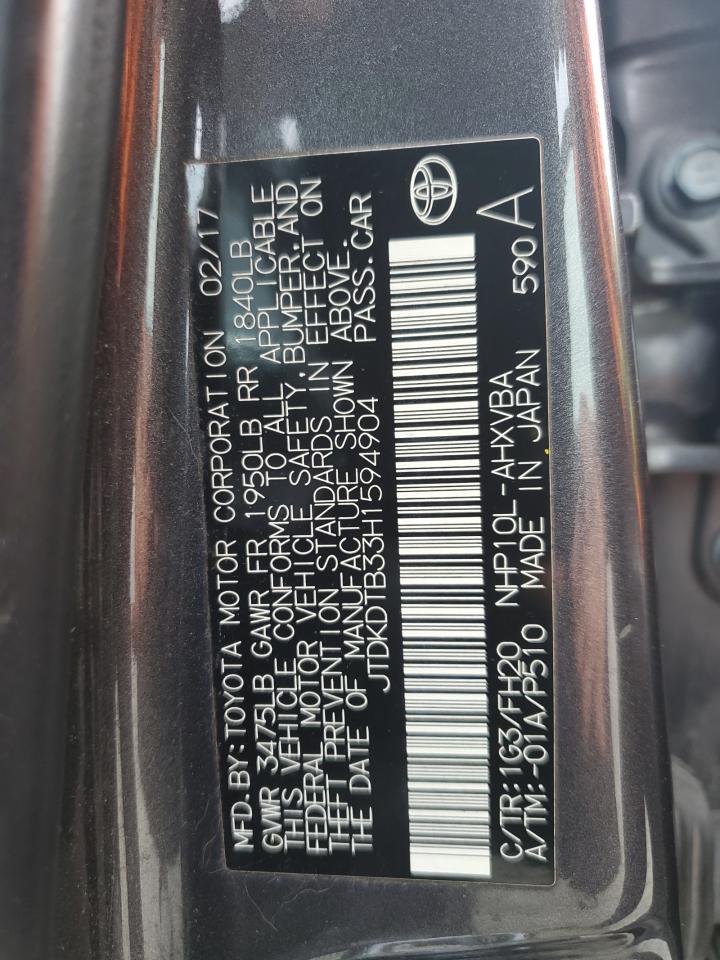 MFD.BY:TOYOTA MOTOR CORPORATION 02/17
GVWR 3475LB GAWR FR 1950LB RR 1840LB
THIS VEHICLE CONFORMS TO ALL APPLICABLE
FEDERAL MOTOR VEHICLE SAFETY,BUMPER,AND
THEFT PREVENTION STANDARDS IN EFFECT ON
THE DATE OF MANUFACTURE SHOWN ABOVE.
JTDKDTB33H1594904 PASS.CAR
C/TR:1G3/FH20 NHP10L-AHXVBA 590 A
A/TM:-01A/P510 MADE IN JAPAN